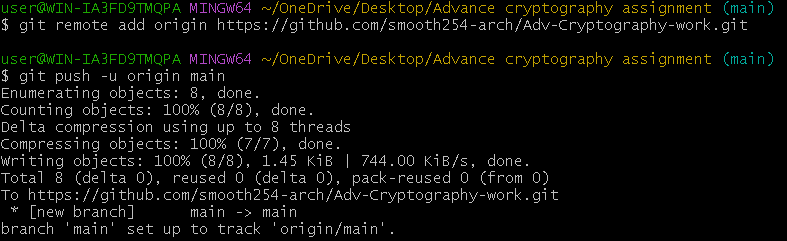 user@WIN-IA3FD9TMQPA MINGW64 ~/OneDrive/Desktop/Advance cryptography assignment (main)
$ git remote add origin https://github.com/smooth254-arch/Adv-Cryptography-work.git
user@WIN-IA3FD9TMQPA MINGW64 ~/OneDrive/Desktop/Advance cryptography assignment (main)
$ git push -u origin main
Enumerating objects: 8, done.
Counting objects: 100% (8/8), done.
Delta compression using up to 8 threads
Compressing objects: 100% (7/7), done.
Writing objects: 100% (8/8), 1.45 KiB | 744.00 KiB/s, done.
Total 8 (delta 0), reused 0 (delta 0), pack-reused 0 (from 0)
To https://github.com/smooth254-arch/Adv-Cryptography-work.git
 * [new branch]      main -> main
branch 'main' set up to track 'origin/main'.